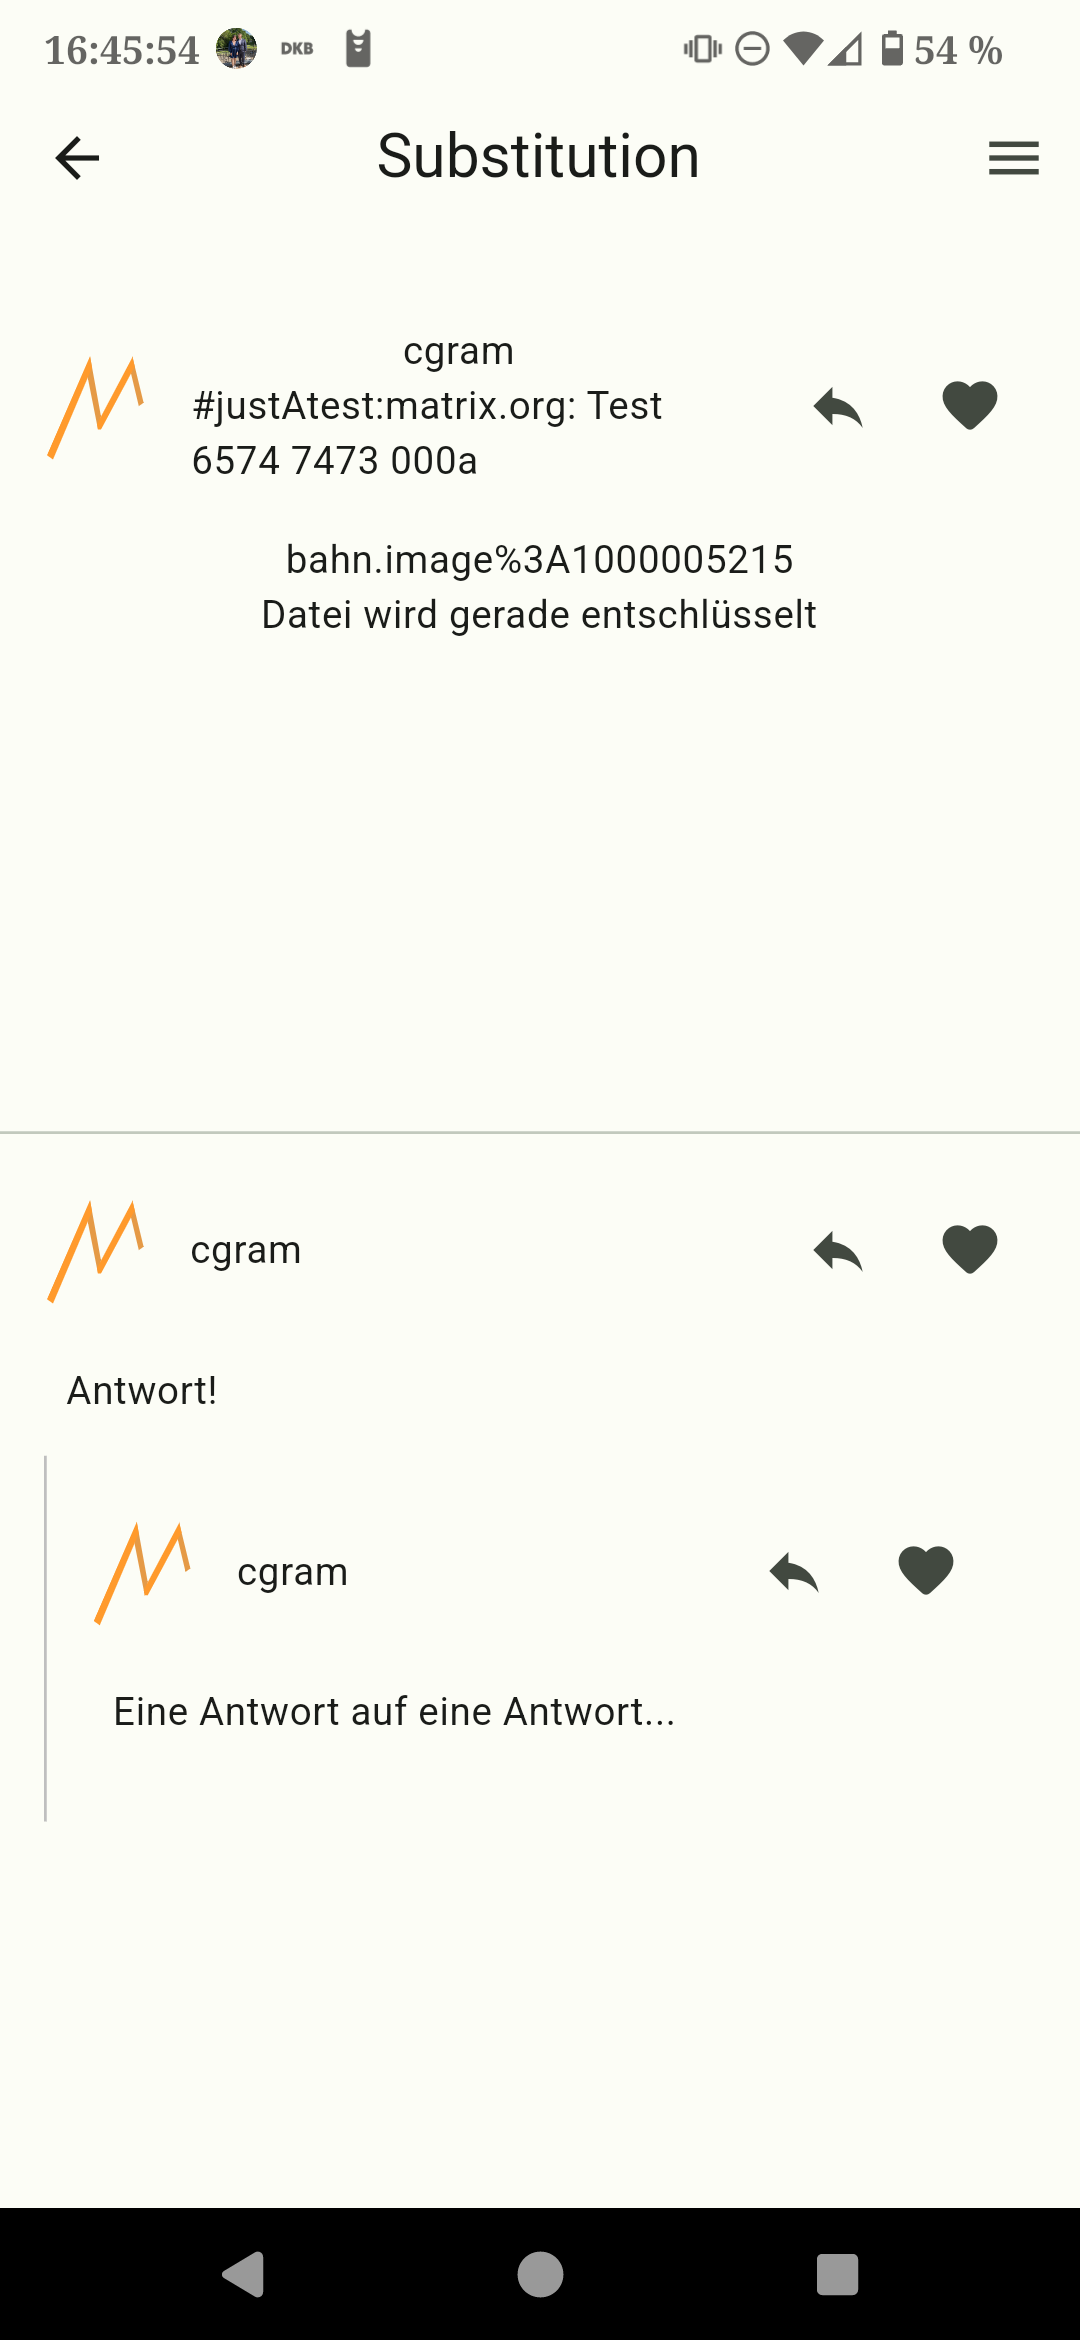 16:45:54 DKB 54 %
Substitution
cgram
#justAtest:matrix.org: Test
6574 7473 000a
bahn.image%3A1000005215
Datei wird gerade entschlüsselt
cgram
Antwort!
cgram
Eine Antwort auf eine Antwort...